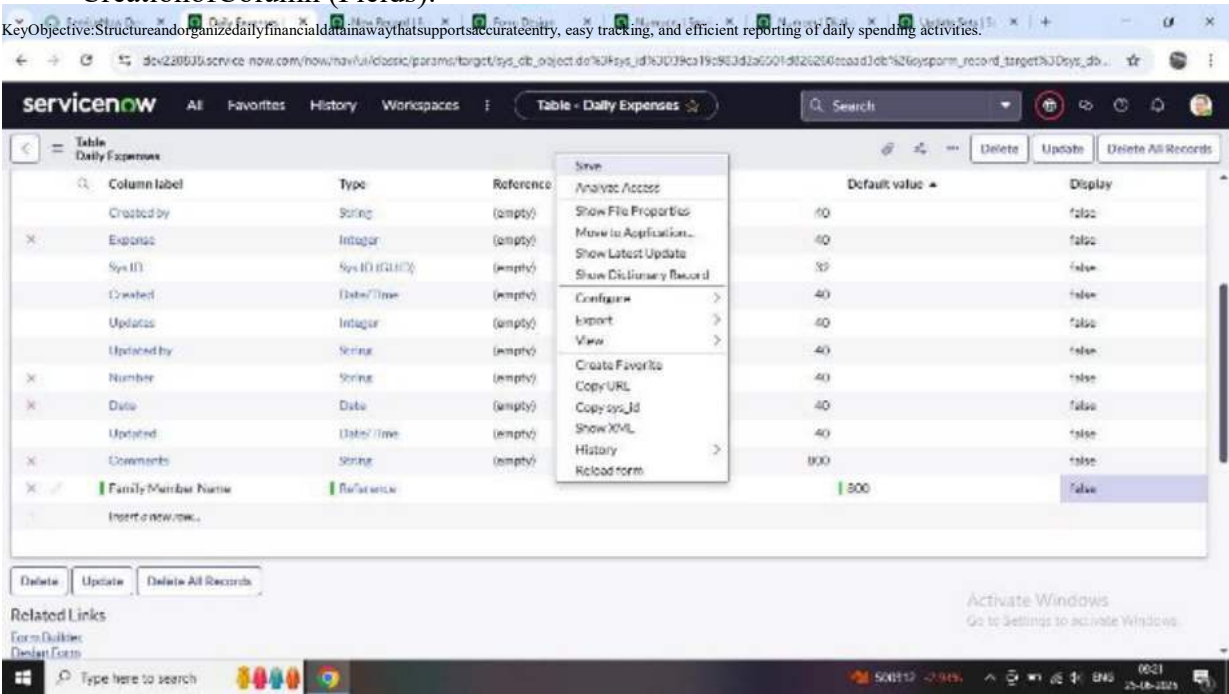 CreationofColumn (Fields):
KeyObjective:Structureandorganizedailyfinancialdatainawaythatsupportsaccurateentry, easy tracking, and efficient reporting of daily spending activities.
servicenow All Favorites History Workspaces Table - Daily Expenses Search
Table
Daily Expenses
Delete Update Delete All Records
Column label Type Reference Default value Display
Created by String (empty) 40 false
Expense Integer (empty) 40 false
Sys ID Sys ID (GUID) (empty) 32 false
Created Date/Time (empty) 40 false
Updates Integer (empty) 40 false
Updated by String (empty) 40 false
Number String (empty) 40 false
Date Date (empty) 40 false
Updated Date/Time (empty) 40 false
Comments String (empty) 800 false
Family Member Name Reference 800 false
Insert a new row...
Save
Analyze Access
Show File Properties
Move to Application...
Show Latest Update
Show Dictionary Record
Configure
Export
View
Create Favorite
Copy URL
Copy sys_id
Show XML
History
Reload form
Delete Update Delete All Records
Related Links
Form Builder
Design Form
Activate Windows
Go to Settings to activate Windows.
Type here to search
ENG
25-06-2025